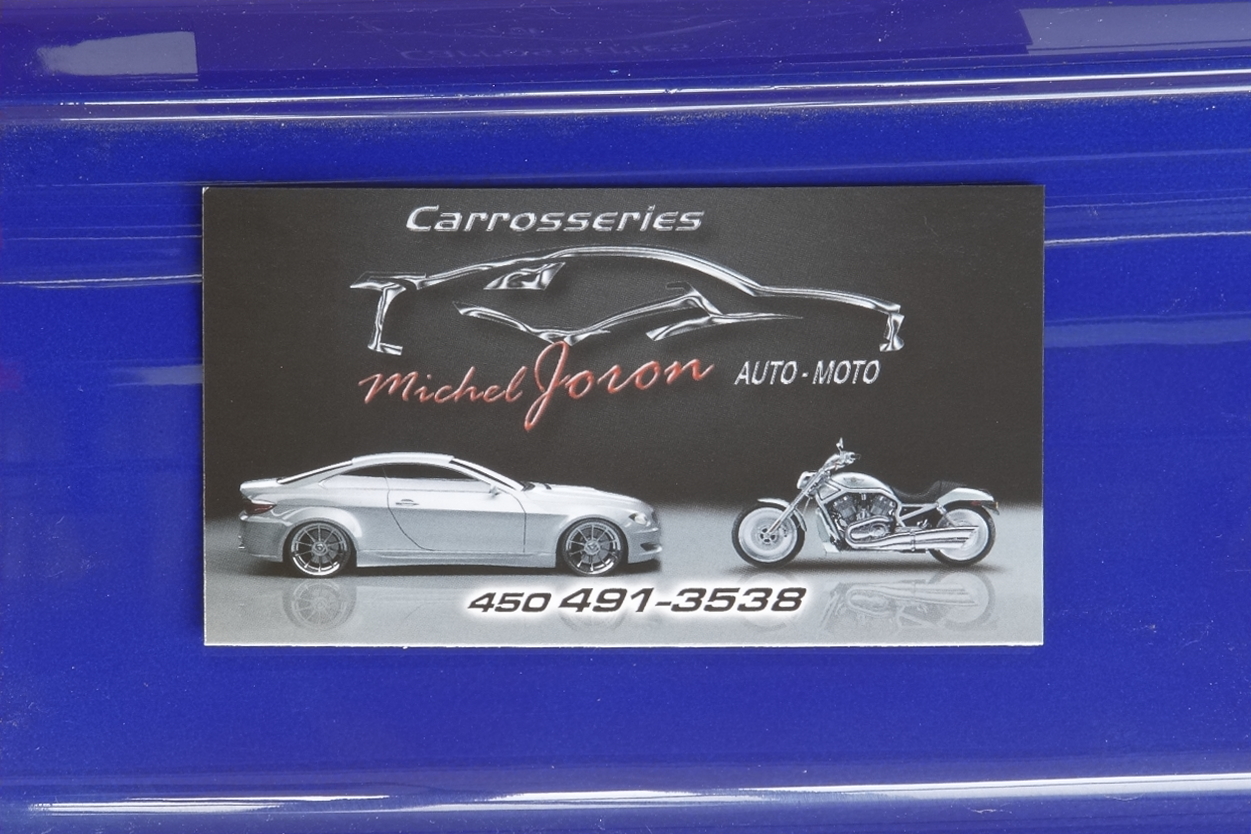 Carrosseries
Michel Joron AUTO - MOTO
450 491-3538